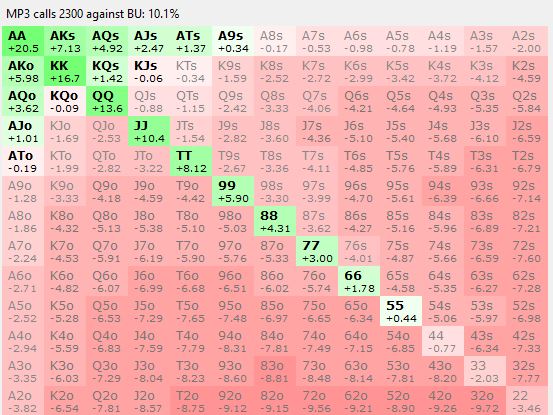 MP3 calls 2300 against BU: 10.1%
AA AKs AQs AJs ATs A9s A8s A7s A6s A5s A4s A3s A2s
+20.5 +7.13 +4.92 +2.47 +1.37 +0.34 -0.17 -0.53 -0.98 -0.78 -1.19 -1.57 -2.00
AKo KK KQs KJs KTs K9s K8s K7s K6s K5s K4s K3s K2s
+5.98 +16.7 +1.42 -0.06 -0.34 -1.59 -2.52 -2.72 -2.99 -3.42 -3.72 -4.12 -4.59
AQo KQo QQ QJs QTs Q9s Q8s Q7s Q6s Q5s Q4s Q3s Q2s
+3.62 -0.09 +13.6 -0.88 -1.15 -2.42 -3.33 -4.06 -4.21 -4.64 -4.93 -5.35 -5.84
AJo KJo QJo JJ JTs J9s J8s J7s J6s J5s J4s J3s J2s
+1.01 -1.69 -2.53 +10.4 -1.54 -2.82 -3.60 -4.36 -5.10 -5.40 -5.68 -6.10 -6.59
ATo KTo QTo JTo TT T9s T8s T7s T6s T5s T4s T3s T2s
-0.19 -1.99 -2.82 -3.22 +8.12 -2.67 -3.36 -4.11 -4.85 -5.76 -5.89 -6.31 -6.79
A9o K9o Q9o J9o T9o 99 98s 97s 96s 95s 94s 93s 92s
-1.28 -3.33 -4.18 -4.59 -4.42 +5.90 -3.30 -3.99 -4.70 -5.61 -6.39 -6.66 -7.14
A8o K8o Q8o J8o T8o 98o 88 87s 86s 85s 84s 83s 82s
-1.86 -4.32 -5.13 -5.38 -5.10 -5.03 +4.31 -3.62 -4.27 -5.16 -5.96 -6.89 -7.21
A7o K7o Q7o J7o T7o 97o 87o 77 76s 75s 74s 73s 72s
-2.24 -4.53 -5.91 -6.19 -5.90 -5.76 -5.33 +3.00 -4.01 -4.87 -5.66 -6.59 -7.60
A6o K6o Q6o J6o T6o 96o 86o 76o 66 65s 64s 63s 62s
-2.71 -4.82 -6.07 -6.99 -6.68 -6.51 -6.02 -5.74 +1.78 -4.58 -5.35 -6.27 -7.28
A5o K5o Q5o J5o T5o 95o 85o 75o 65o 55 54s 53s 52s
-2.52 -5.28 -6.53 -7.29 -7.65 -7.48 -6.97 -6.65 -6.34 +0.44 -5.06 -5.97 -6.98
A4o K4o Q4o J4o T4o 94o 84o 74o 64o 54o 44 43s 42s
-2.94 -5.59 -6.83 -7.59 -7.79 -8.31 -7.81 -7.49 -7.15 -6.85 -0.77 -6.34 -7.33
A3o K3o Q3o J3o T3o 93o 83o 73o 63o 53o 43o 33 32s
-3.35 -6.03 -7.29 -8.04 -8.23 -8.60 -8.81 -8.48 -8.14 -7.81 -8.20 -2.03 -7.77
A2o K2o Q2o J2o T2o 92o 82o 72o 62o 52o 42o 32o 22
-3.82 -6.54 -7.81 -8.57 -8.75 -9.12 -9.15 -9.56 -9.21 -8.90 -9.26 -9.72 -3.46